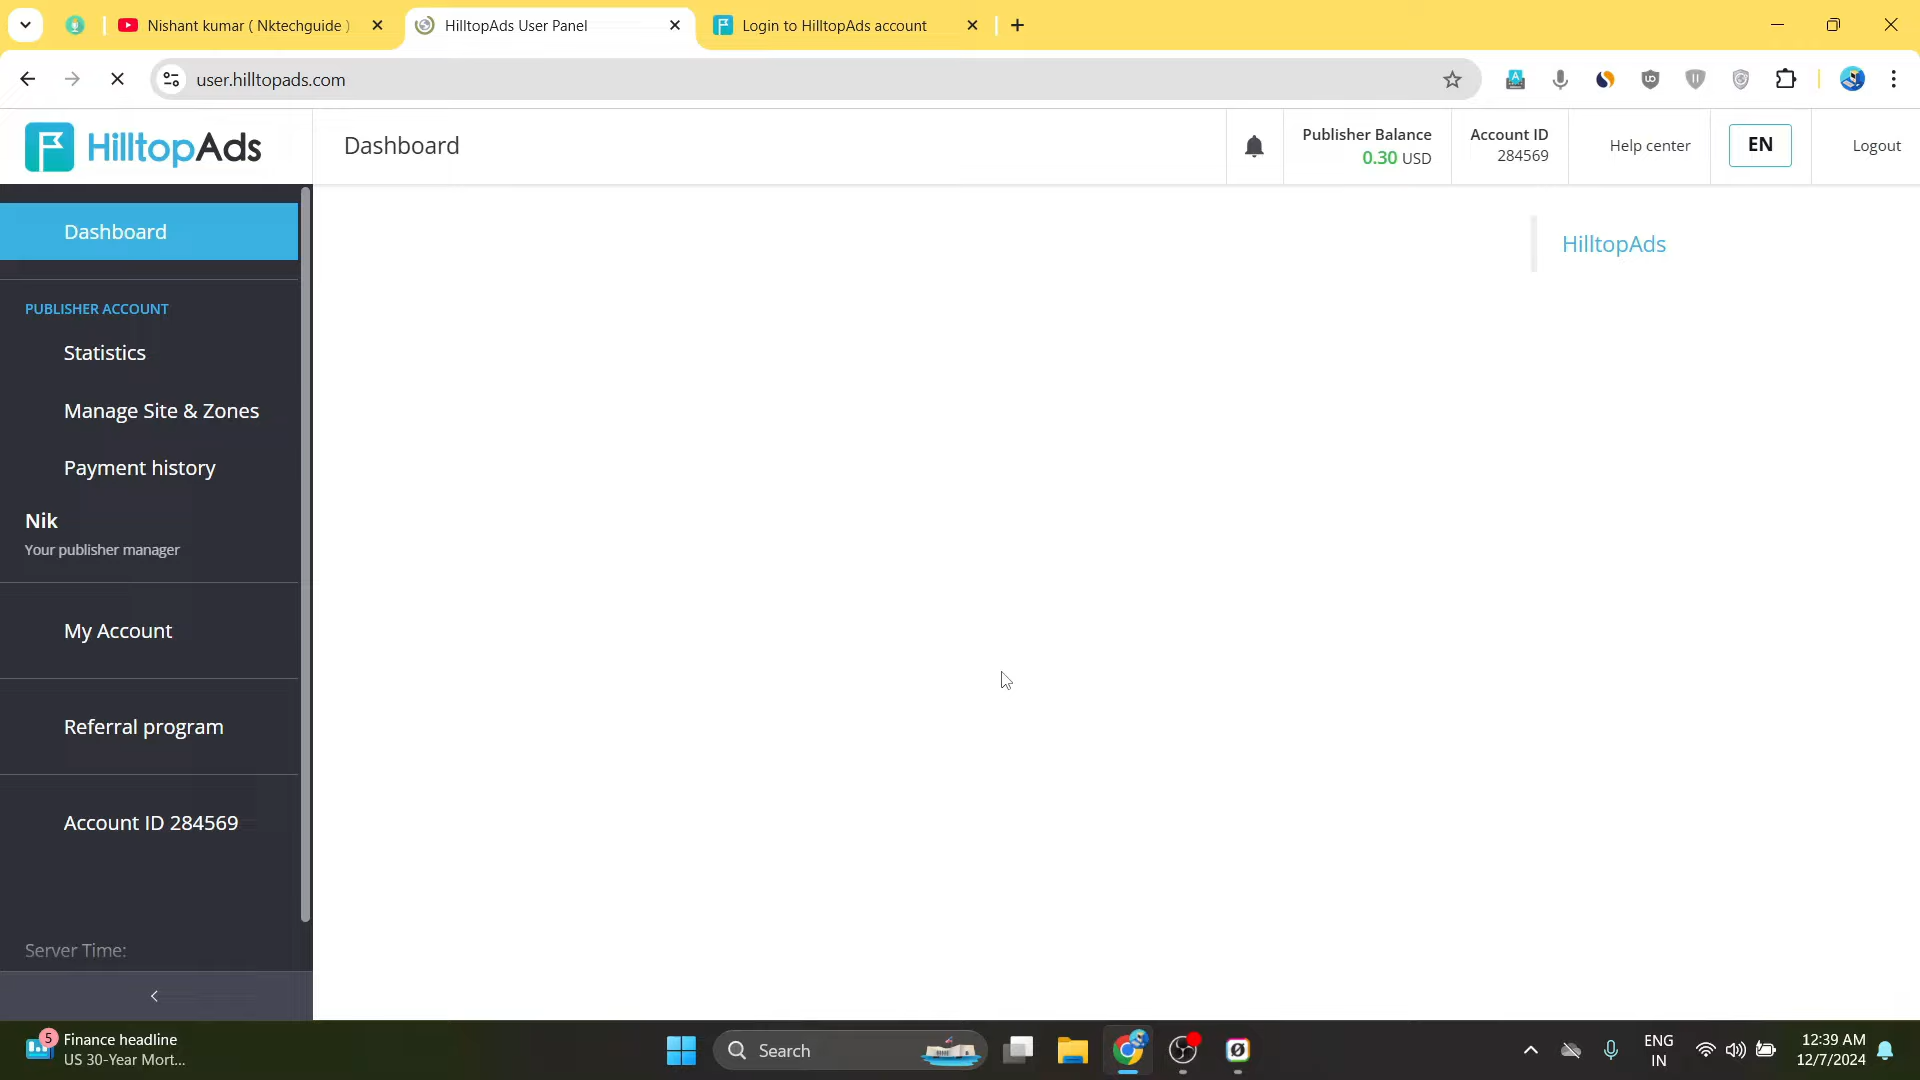 Nishant kumar ( Nktechguide )
HilltopAds User Panel
Login to HilltopAds account
user.hilltopads.com
HilltopAds
Dashboard
Publisher Balance
0.30 USD
Account ID
284569
Help center
EN
Logout
Dashboard
HilltopAds
PUBLISHER ACCOUNT
Statistics
Manage Site & Zones
Payment history
Nik
Your publisher manager
My Account
Referral program
Account ID 284569
Server Time:
5
Finance headline
US 30-Year Mort...
Search
ENG
IN
12:39 AM
12/7/2024